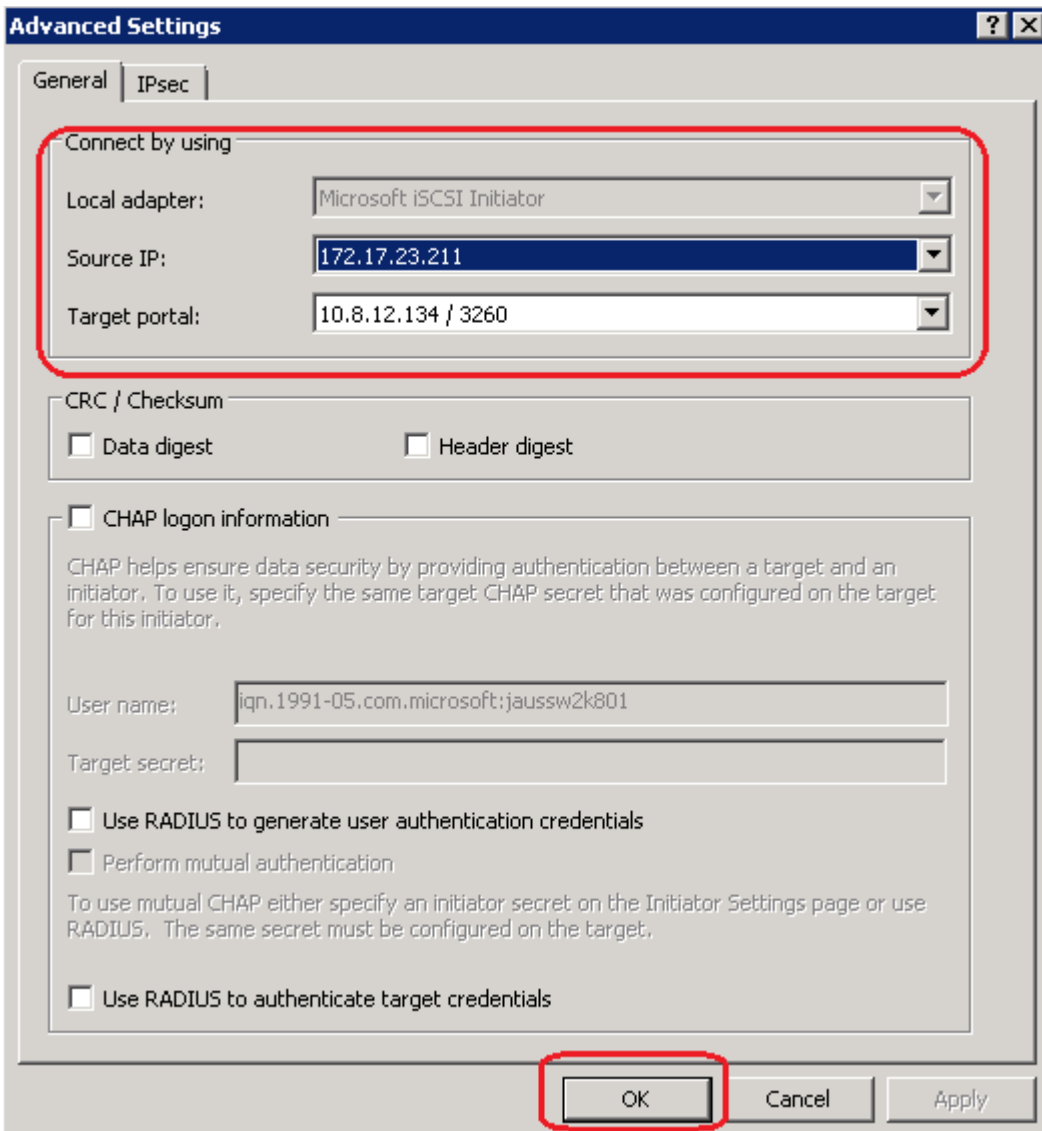 Advanced Settings
General
IPsec
Connect by using
Local adapter:
Microsoft iSCSI Initiator
Source IP:
172.17.23.211
Target portal:
10.8.12.134 / 3260
CRC / Checksum
Data digest
Header digest
CHAP logon information
CHAP helps ensure data security by providing authentication between a target and an
initiator. To use it, specify the same target CHAP secret that was configured on the target
for this initiator.
User name:
iqn.1991-05.com.microsoft:jaussw2k801
Target secret:
Use RADIUS to generate user authentication credentials
Perform mutual authentication
To use mutual CHAP either specify an initiator secret on the Initiator Settings page or use
RADIUS.  The same secret must be configured on the target.
Use RADIUS to authenticate target credentials
OK
Cancel
Apply